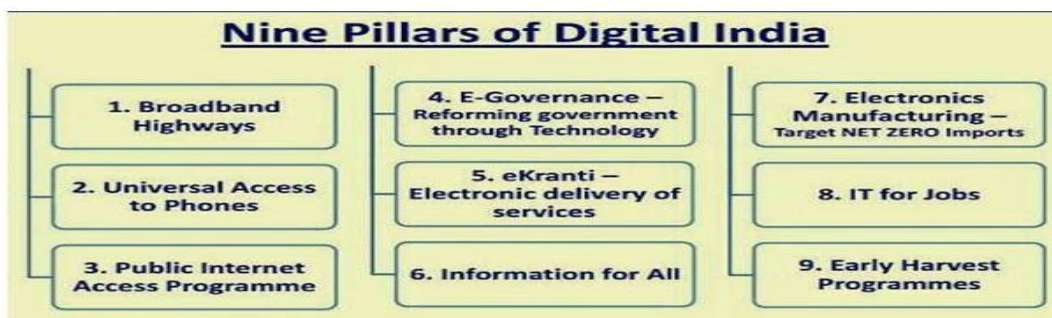 Nine Pillars of Digital India
1. Broadband
Highways
2. Universal Access
to Phones
3. Public Internet
Access Programme
4. E-Governance –
Reforming government
through Technology
5. eKranti –
Electronic delivery of
services
6. Information for All
7. Electronics
Manufacturing –
Target NET ZERO Imports
8. IT for Jobs
9. Early Harvest
Programmes